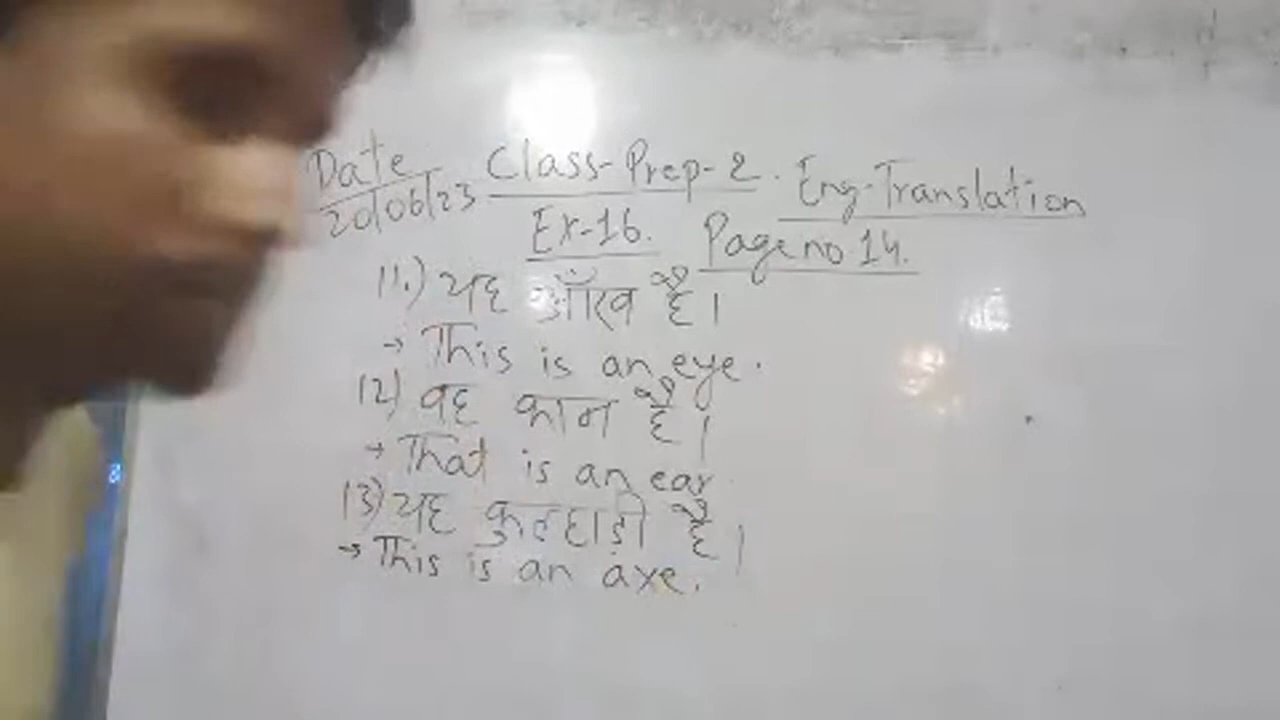 Date Class-Prep-2. Eng-Translation
20/06/23
Ex-16. Page no 14.
11.) यह आँख है।
→ This is an eye.
12) वह कान है।
→ That is an ear
13) यह कुल्हाड़ी है।
→ This is an axe.